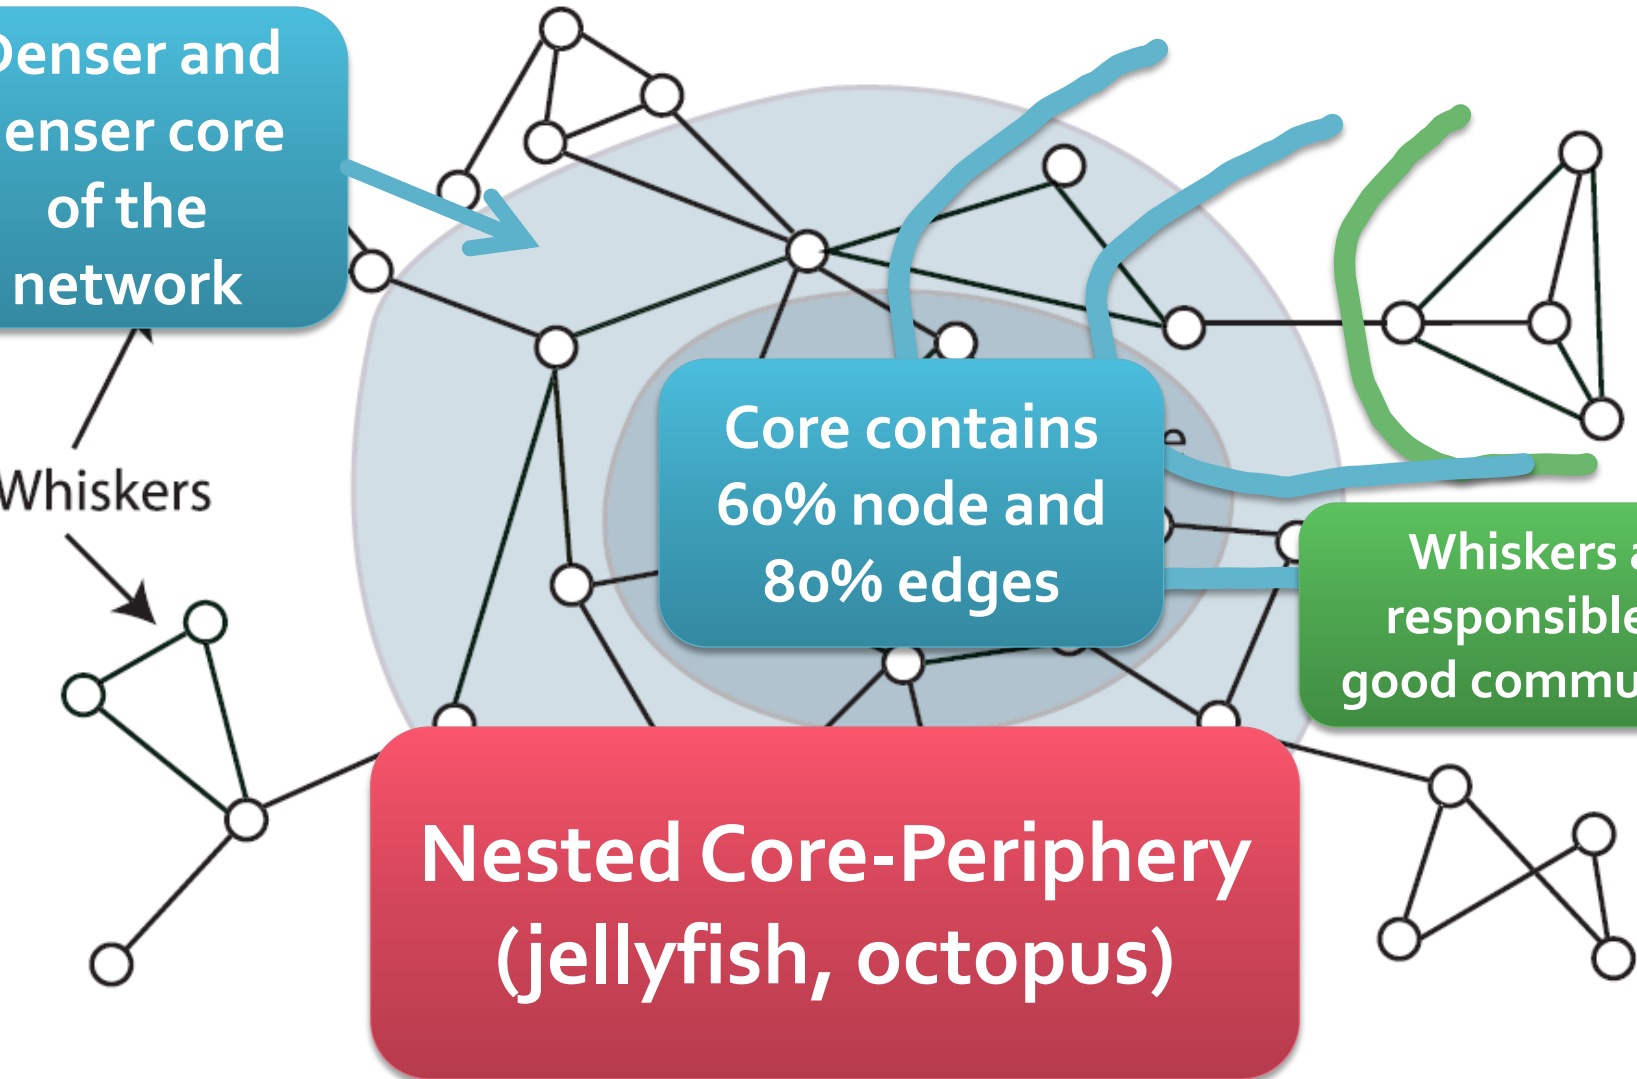 Denser and
enser core
of the
network
Whiskers
Core contains
60% node and
80% edges
e
Whiskers a
responsible
good commu
Nested Core-Periphery
(jellyfish, octopus)